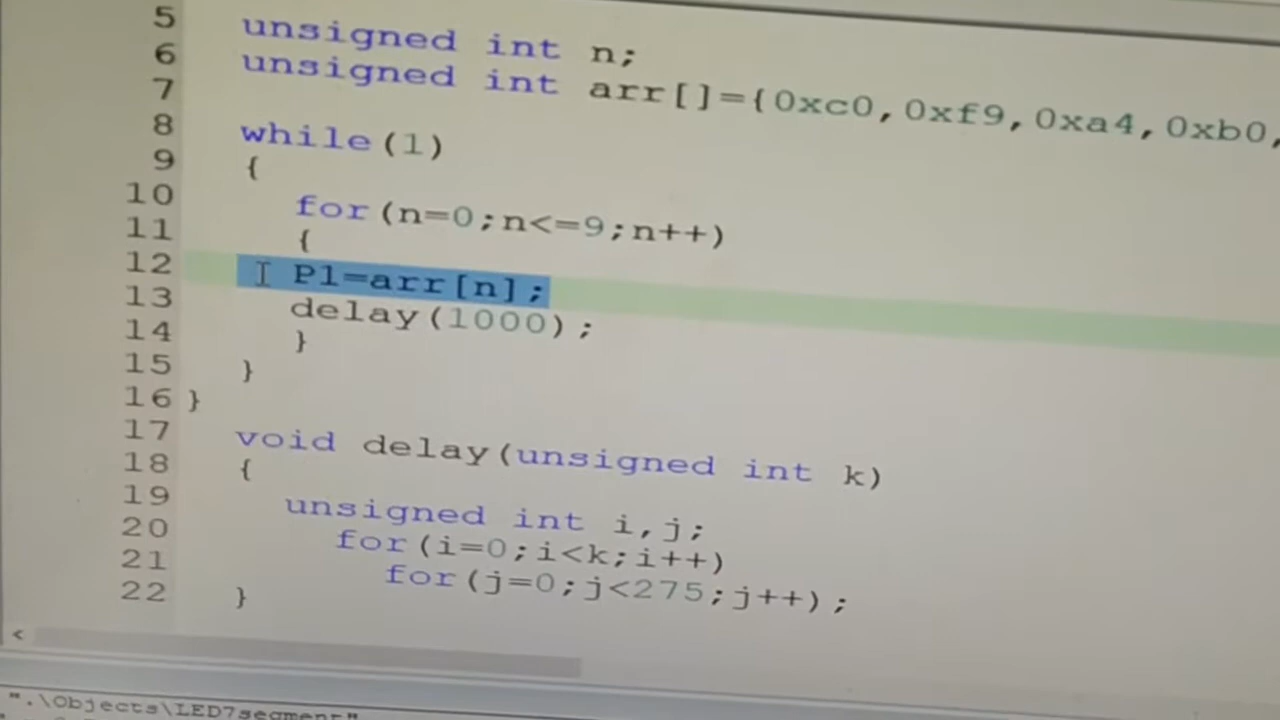 5 unsigned int n;
6 unsigned int arr[]={0xc0,0xf9,0xa4,0xb0,
7
8 while(1)
9 {
10 for(n=0;n<=9;n++)
11 {
12 P1=arr[n];
13 delay(1000);
14 }
15 }
16 }
17 void delay(unsigned int k)
18 {
19 unsigned int i,j;
20 for(i=0;i<k;i++)
21 for(j=0;j<275;j++);
22 }
".\Objects\LED7segment"